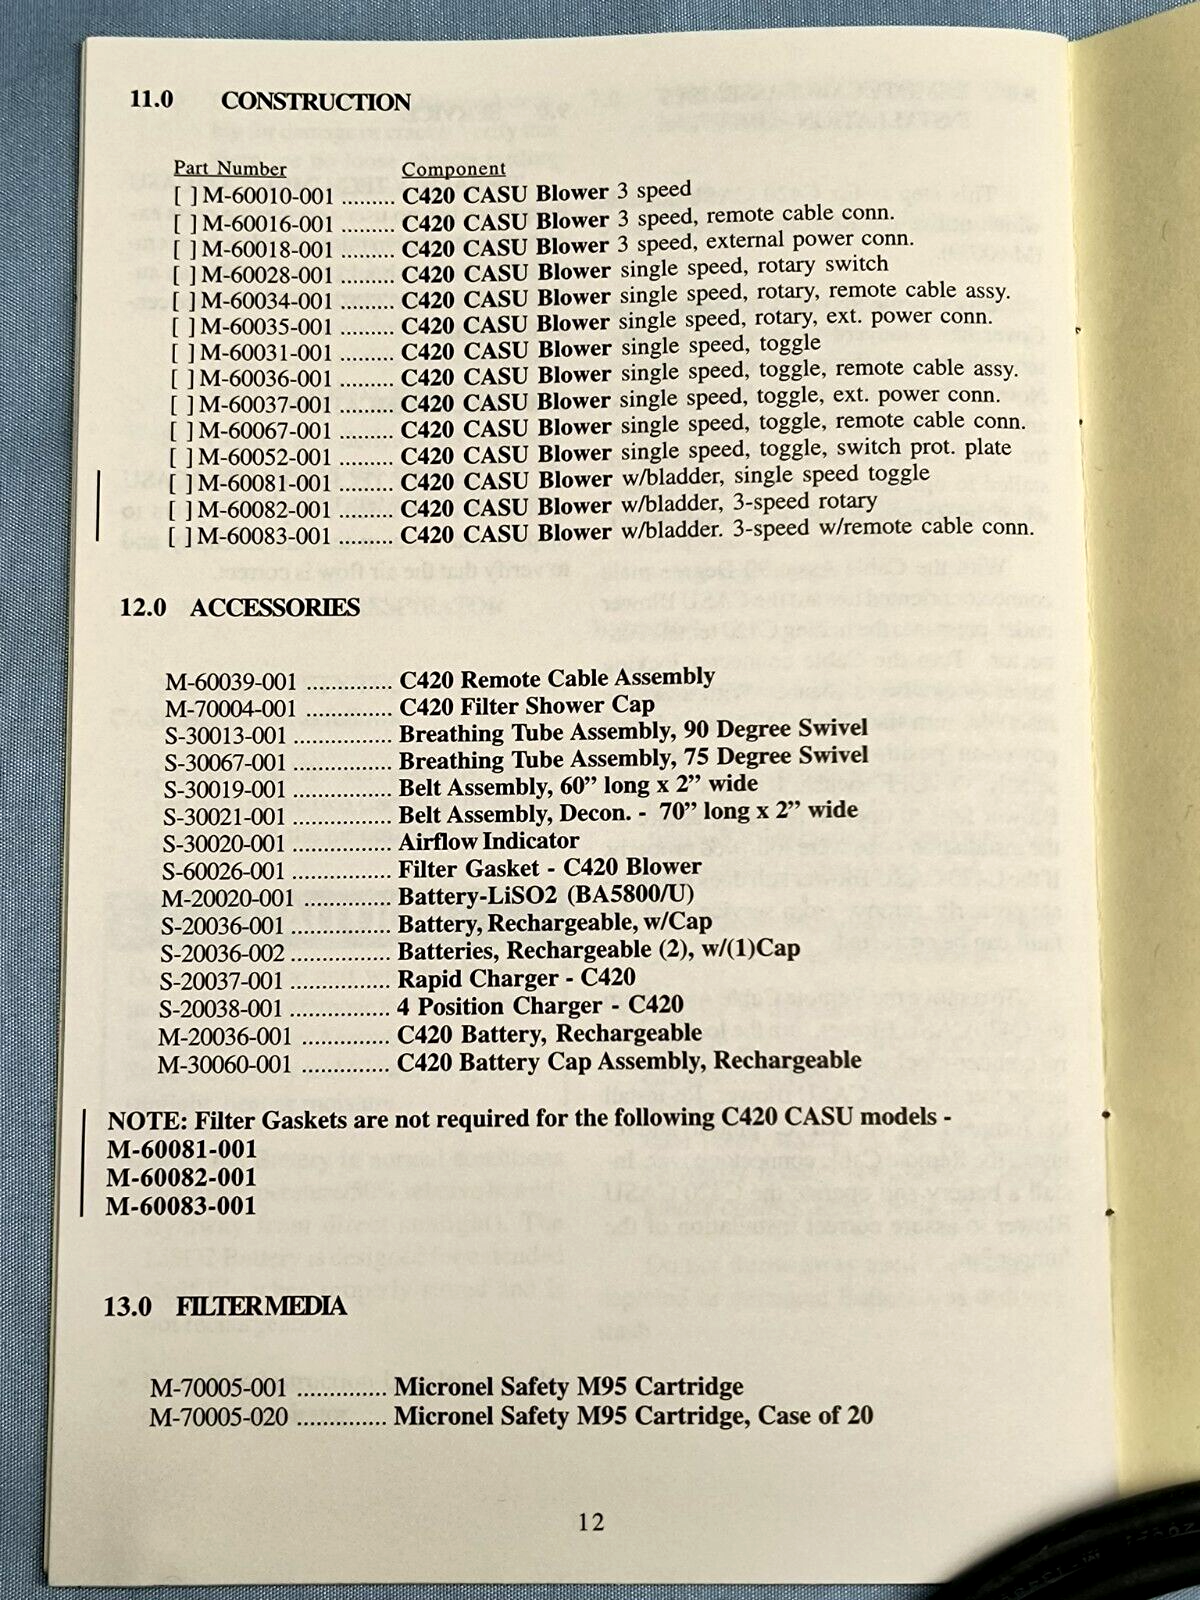 11.0 CONSTRUCTION
Part Number Component
[ ] M-60010-001 ......... C420 CASU Blower 3 speed
[ ] M-60016-001 ......... C420 CASU Blower 3 speed, remote cable conn.
[ ] M-60018-001 ......... C420 CASU Blower 3 speed, external power conn.
[ ] M-60028-001 ......... C420 CASU Blower single speed, rotary switch
[ ] M-60034-001 ......... C420 CASU Blower single speed, rotary, remote cable assy.
[ ] M-60035-001 ......... C420 CASU Blower single speed, rotary, ext. power conn.
[ ] M-60031-001 ......... C420 CASU Blower single speed, toggle
[ ] M-60036-001 ......... C420 CASU Blower single speed, toggle, remote cable assy.
[ ] M-60037-001 ......... C420 CASU Blower single speed, toggle, ext. power conn.
[ ] M-60067-001 ......... C420 CASU Blower single speed, toggle, remote cable conn.
[ ] M-60052-001 ......... C420 CASU Blower single speed, toggle, switch prot. plate
[ ] M-60081-001 ......... C420 CASU Blower w/bladder, single speed toggle
[ ] M-60082-001 ......... C420 CASU Blower w/bladder, 3-speed rotary
[ ] M-60083-001 ......... C420 CASU Blower w/bladder. 3-speed w/remote cable conn.
12.0 ACCESSORIES
M-60039-001 .............. C420 Remote Cable Assembly
M-70004-001 .............. C420 Filter Shower Cap
S-30013-001 ................ Breathing Tube Assembly, 90 Degree Swivel
S-30067-001 ................ Breathing Tube Assembly, 75 Degree Swivel
S-30019-001 ................ Belt Assembly, 60” long x 2” wide
S-30021-001 ................ Belt Assembly, Decon. - 70” long x 2” wide
S-30020-001 ................ Airflow Indicator
S-60026-001 ................ Filter Gasket - C420 Blower
M-20020-001 .............. Battery-LiSO2 (BA5800/U)
S-20036-001 ................ Battery, Rechargeable, w/Cap
S-20036-002 ................ Batteries, Rechargeable (2), w/(1)Cap
S-20037-001 ................ Rapid Charger - C420
S-20038-001 ................ 4 Position Charger - C420
M-20036-001 .............. C420 Battery, Rechargeable
M-30060-001 .............. C420 Battery Cap Assembly, Rechargeable
NOTE: Filter Gaskets are not required for the following C420 CASU models -
M-60081-001
M-60082-001
M-60083-001
13.0 FILTER MEDIA
M-70005-001 .............. Micronel Safety M95 Cartridge
M-70005-020 .............. Micronel Safety M95 Cartridge, Case of 20
12